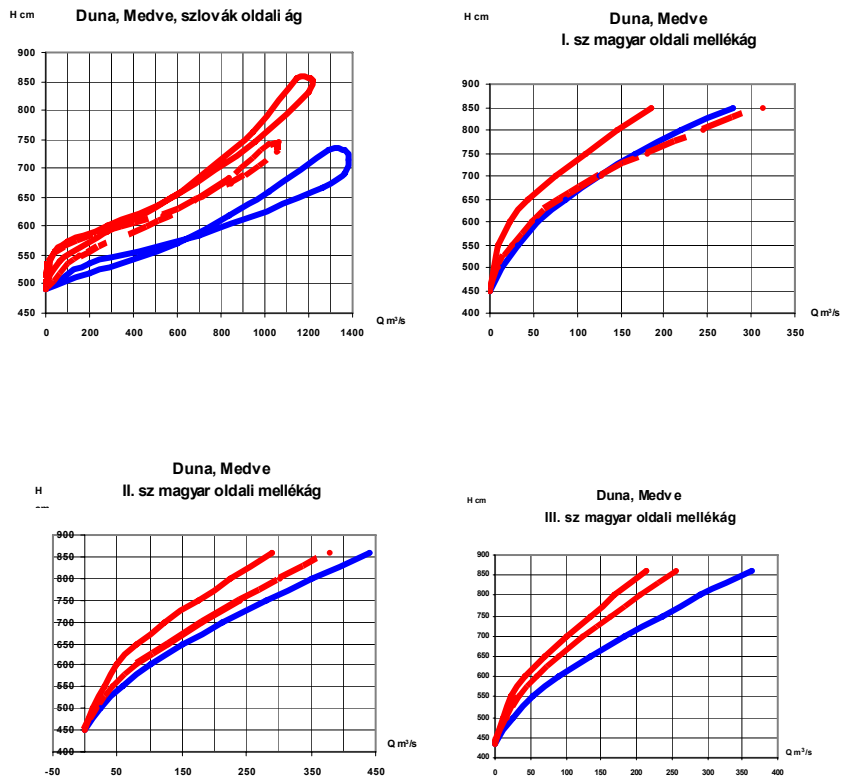 H cm
Duna, Medve, szlovák oldali ág
900
850
800
750
700
650
600
550
500
450
0 200 400 600 800 1000 1200 1400
Q m³/s
H cm
Duna, Medve
I. sz magyar oldali mellékág
900
850
800
750
700
650
600
550
500
450
400
0 50 100 150 200 250 300 350
Q m³/s
Duna, Medve
H
II. sz magyar oldali mellékág
900
850
800
750
700
650
600
550
500
450
400
-50 50 150 250 350 450
Q m³/s
H cm
Duna, Medve
III. sz magyar oldali mellékág
900
850
800
750
700
650
600
550
500
450
400
0 50 100 150 200 250 300 350 400
Q m³/s